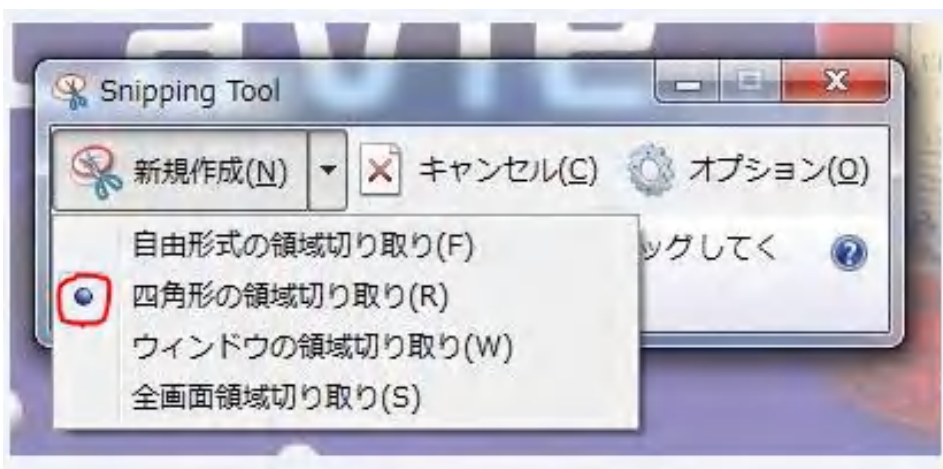 avie
Snipping Tool
新規作成(N) キャンセル(C) オプション(O)
自由形式の領域切り取り(F)
ッグしてく
四角形の領域切り取り(R)
ウィンドウの領域切り取り(W)
全画面領域切り取り(S)